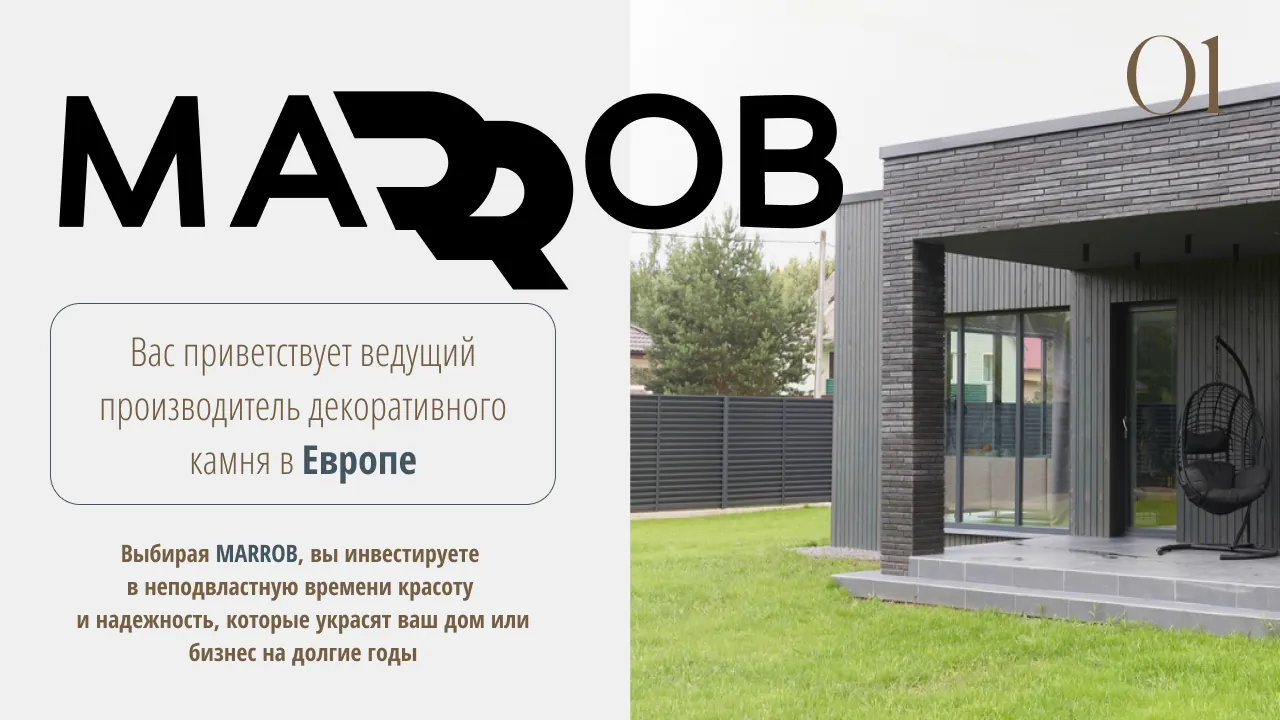 MARROB
01
Вас приветствует ведущий
производитель декоративного
камня в Европе
Выбирая MARROB, вы инвестируете
в неподвластную времени красоту
и надежность, которые украсят ваш дом или
бизнес на долгие годы